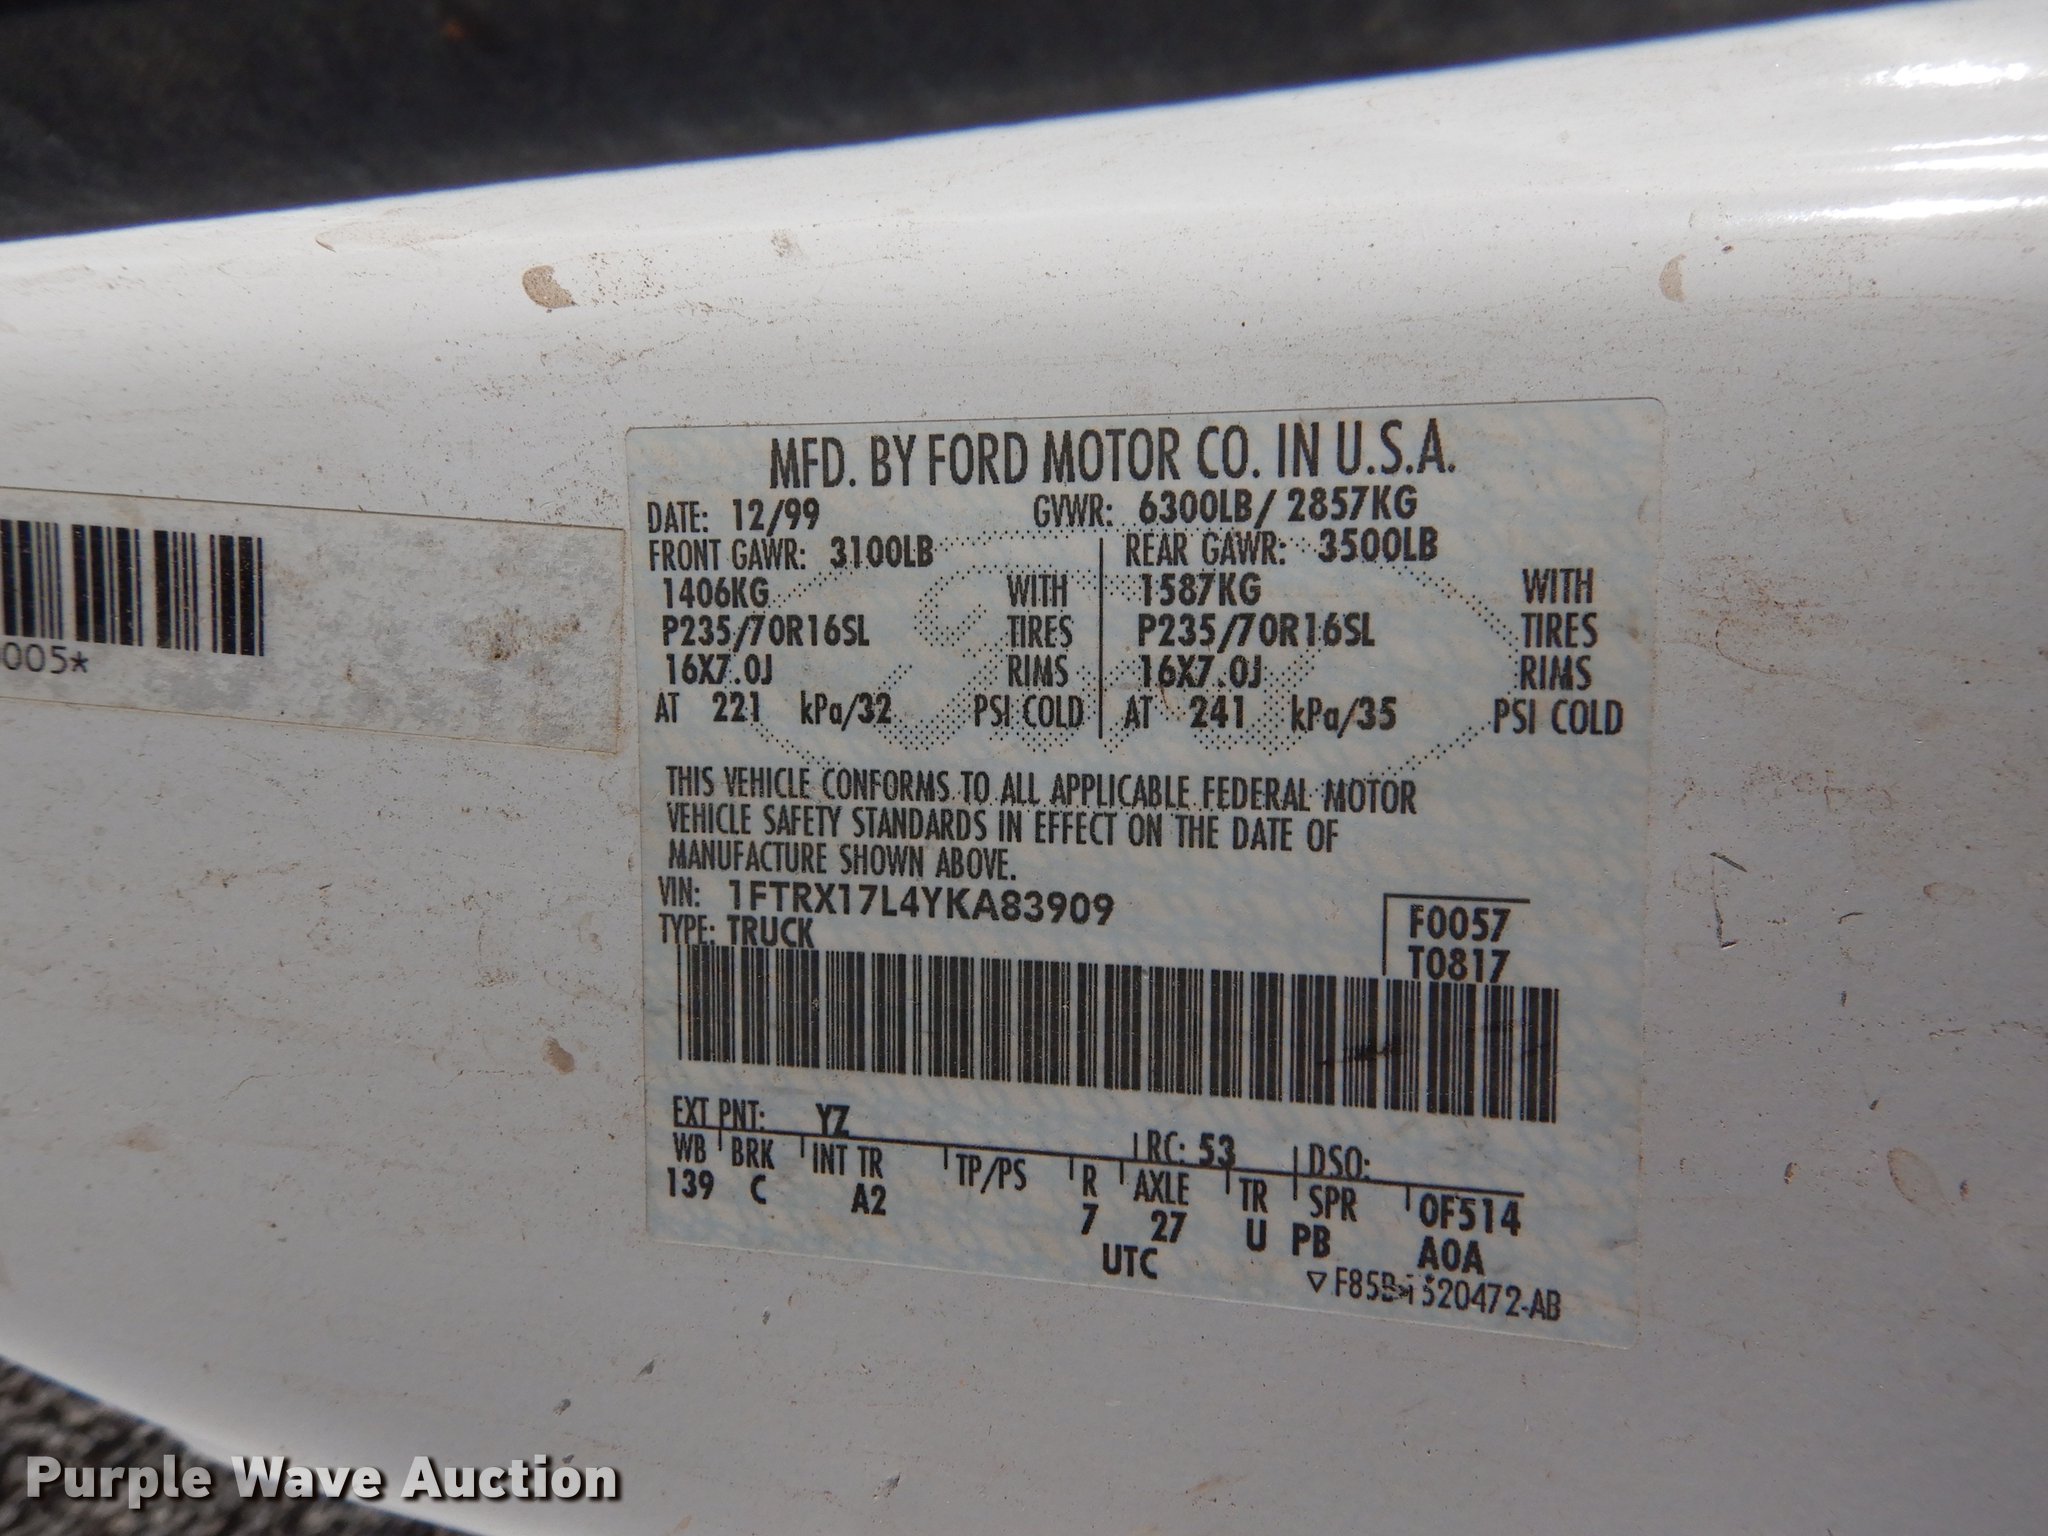 MFD. BY FORD MOTOR CO. IN U.S.A.
DATE: 12/99 GVWR: 6300LB/ 2857KG
FRONT GAWR: 3100LB REAR GAWR: 3500LB
1406KG WITH 1587KG WITH
P235/70R16SL TIRES P235/70R16SL TIRES
16X7.0J RIMS 16X7.0J RIMS
AT 221 kPa/32 PSI COLD AT 241 kPa/35 PSI COLD
THIS VEHICLE CONFORMS TO ALL APPLICABLE FEDERAL MOTOR
VEHICLE SAFETY STANDARDS IN EFFECT ON THE DATE OF
MANUFACTURE SHOWN ABOVE.
VIN: 1FTRX17L4YKA83909
TYPE: TRUCK
F0057
T0817
EXT PNT: YZ RC: 53 DSO:
WB BRK INT TR TP/PS R AXLE TR SPR 0F514
139 C A2 7 27 U PB A0A
UTC
005*
Purple Wave Auction